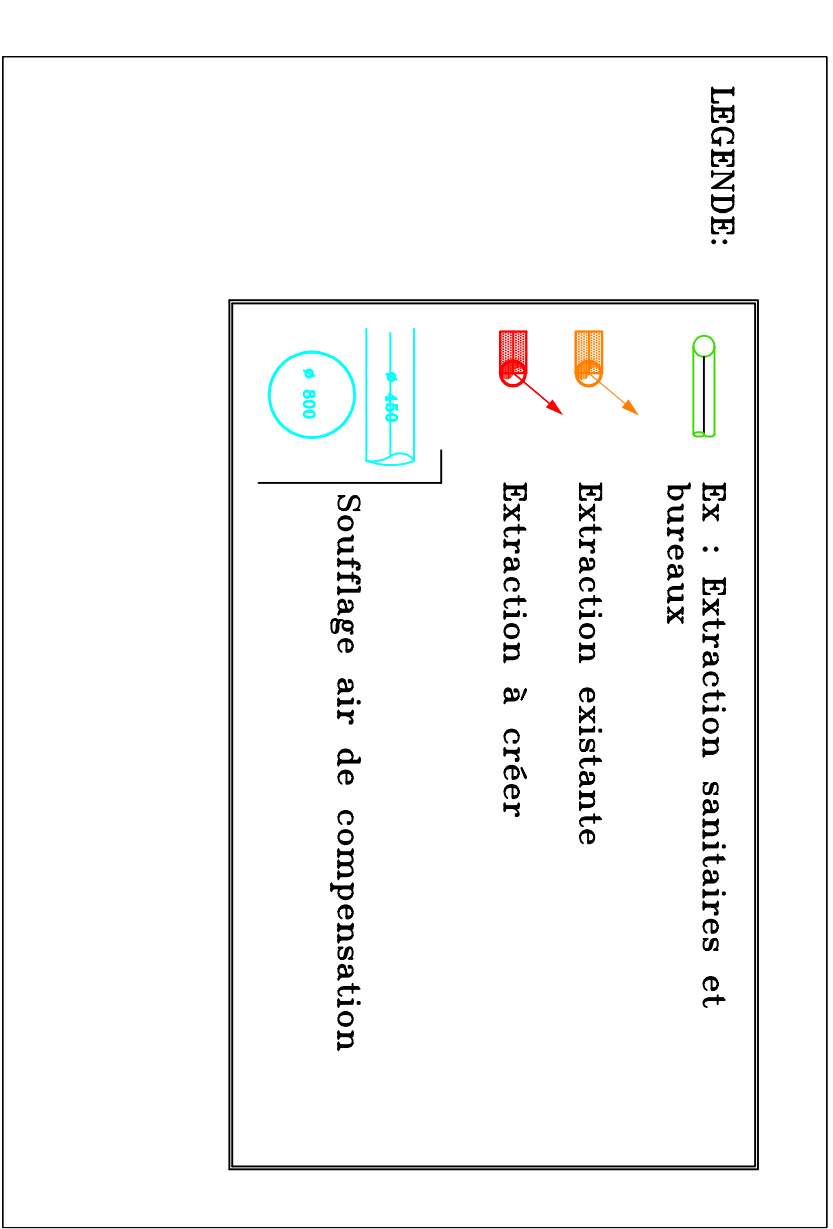 LEGENDE:
Ex : Extraction sanitaires et
bureaux
Extraction existante
Extraction à créer
ø 450
ø 800
Soufflage air de compensation